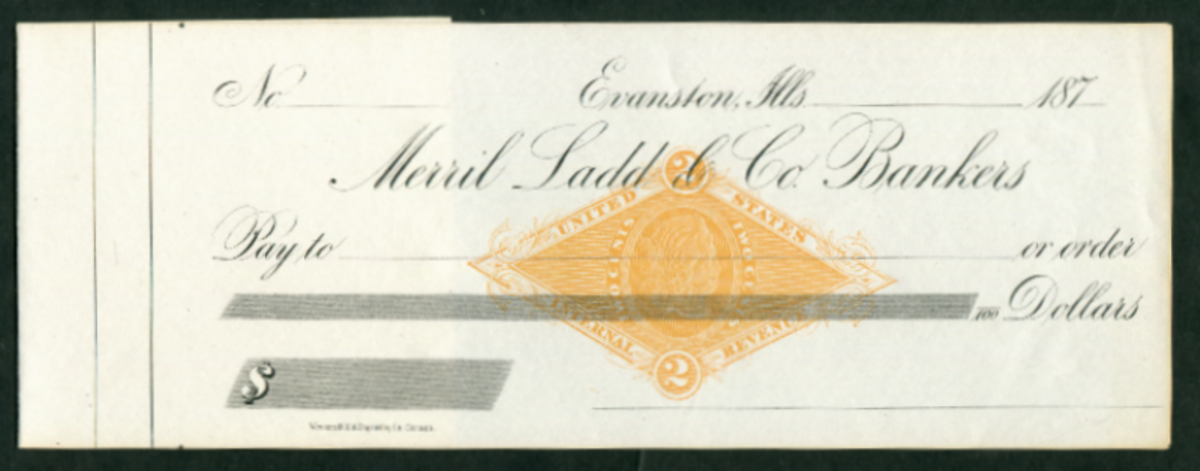 No Evanston, Ills 187
Merril Ladd & Co. Bankers
2
UNITED STATES
Pay to or order
100 Dollars
INTERNAL REVENUE
2
$